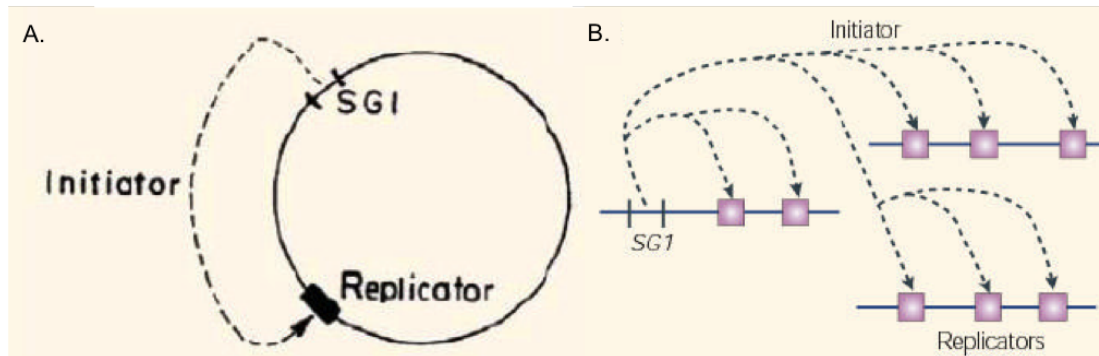 A.
SG1
Initiator
Replicator
B.
Initiator
SG1
Replicators